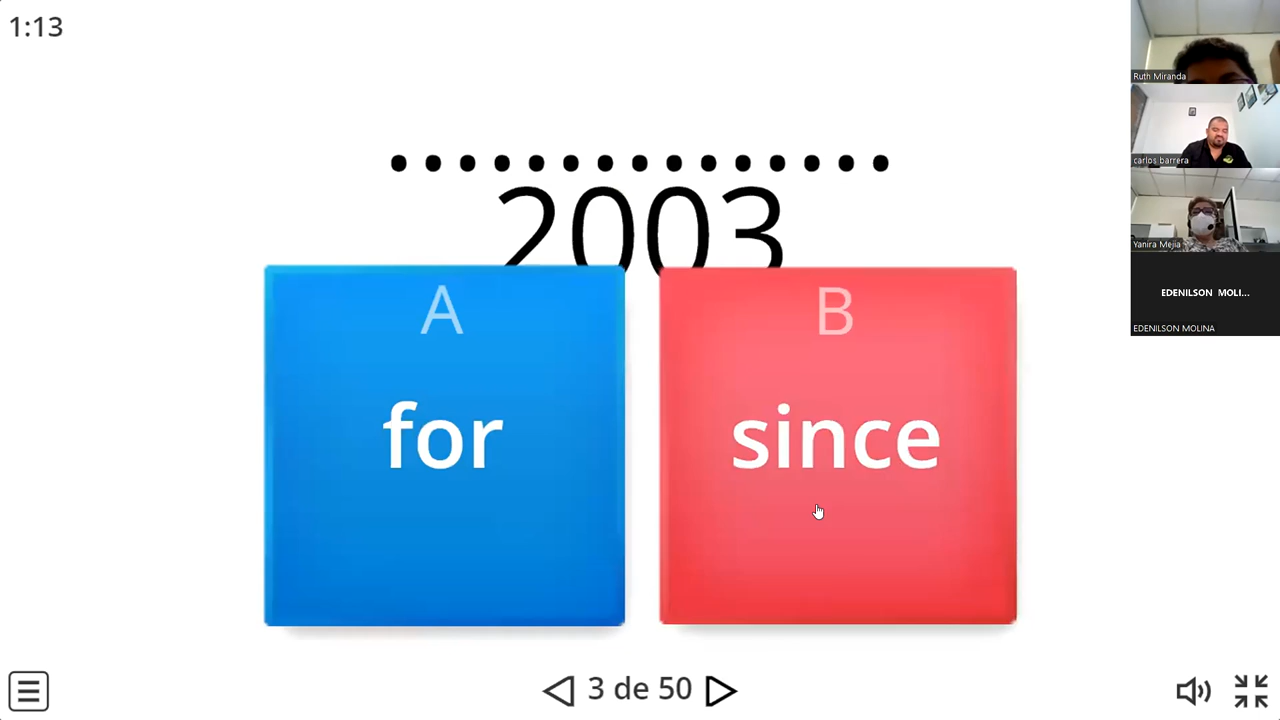 1:13
...............
2003
A
for
B
since
3 de 50
Ruth Miranda
carlos barrera
Yanira Mejia
EDENILSON MOLI...
EDENILSON MOLINA